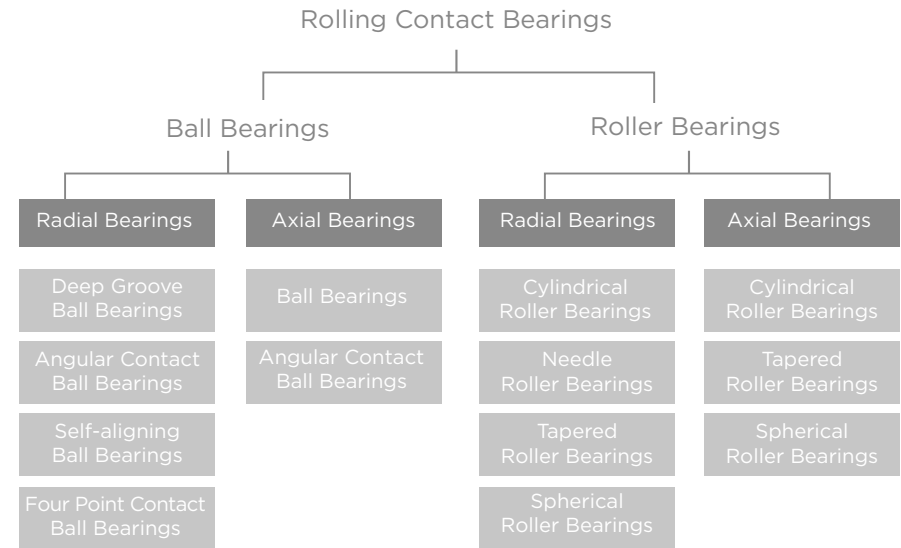 Rolling Contact Bearings
Ball Bearings
Roller Bearings
Radial Bearings
Axial Bearings
Radial Bearings
Axial Bearings
Deep Groove
Ball Bearings
Angular Contact
Ball Bearings
Self-aligning
Ball Bearings
Four Point Contact
Ball Bearings
Ball Bearings
Angular Contact
Ball Bearings
Cylindrical
Roller Bearings
Needle
Roller Bearings
Tapered
Roller Bearings
Spherical
Roller Bearings
Cylindrical
Roller Bearings
Tapered
Roller Bearings
Spherical
Roller Bearings